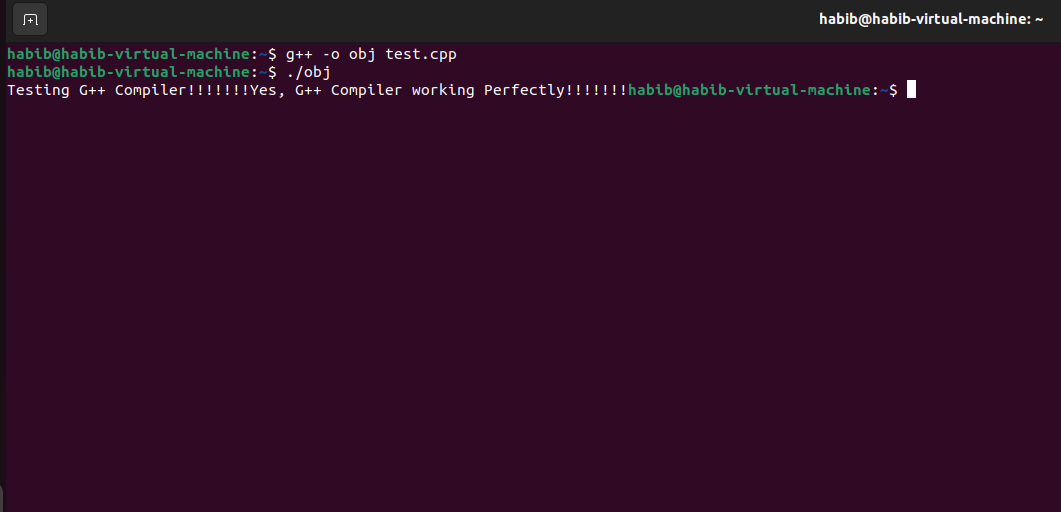 habib@habib-virtual-machine: ~
habib@habib-virtual-machine:~$ g++ -o obj test.cpp
habib@habib-virtual-machine:~$ ./obj
Testing G++ Compiler!!!!!!!Yes, G++ Compiler working Perfectly!!!!!!!habib@habib-virtual-machine:~$